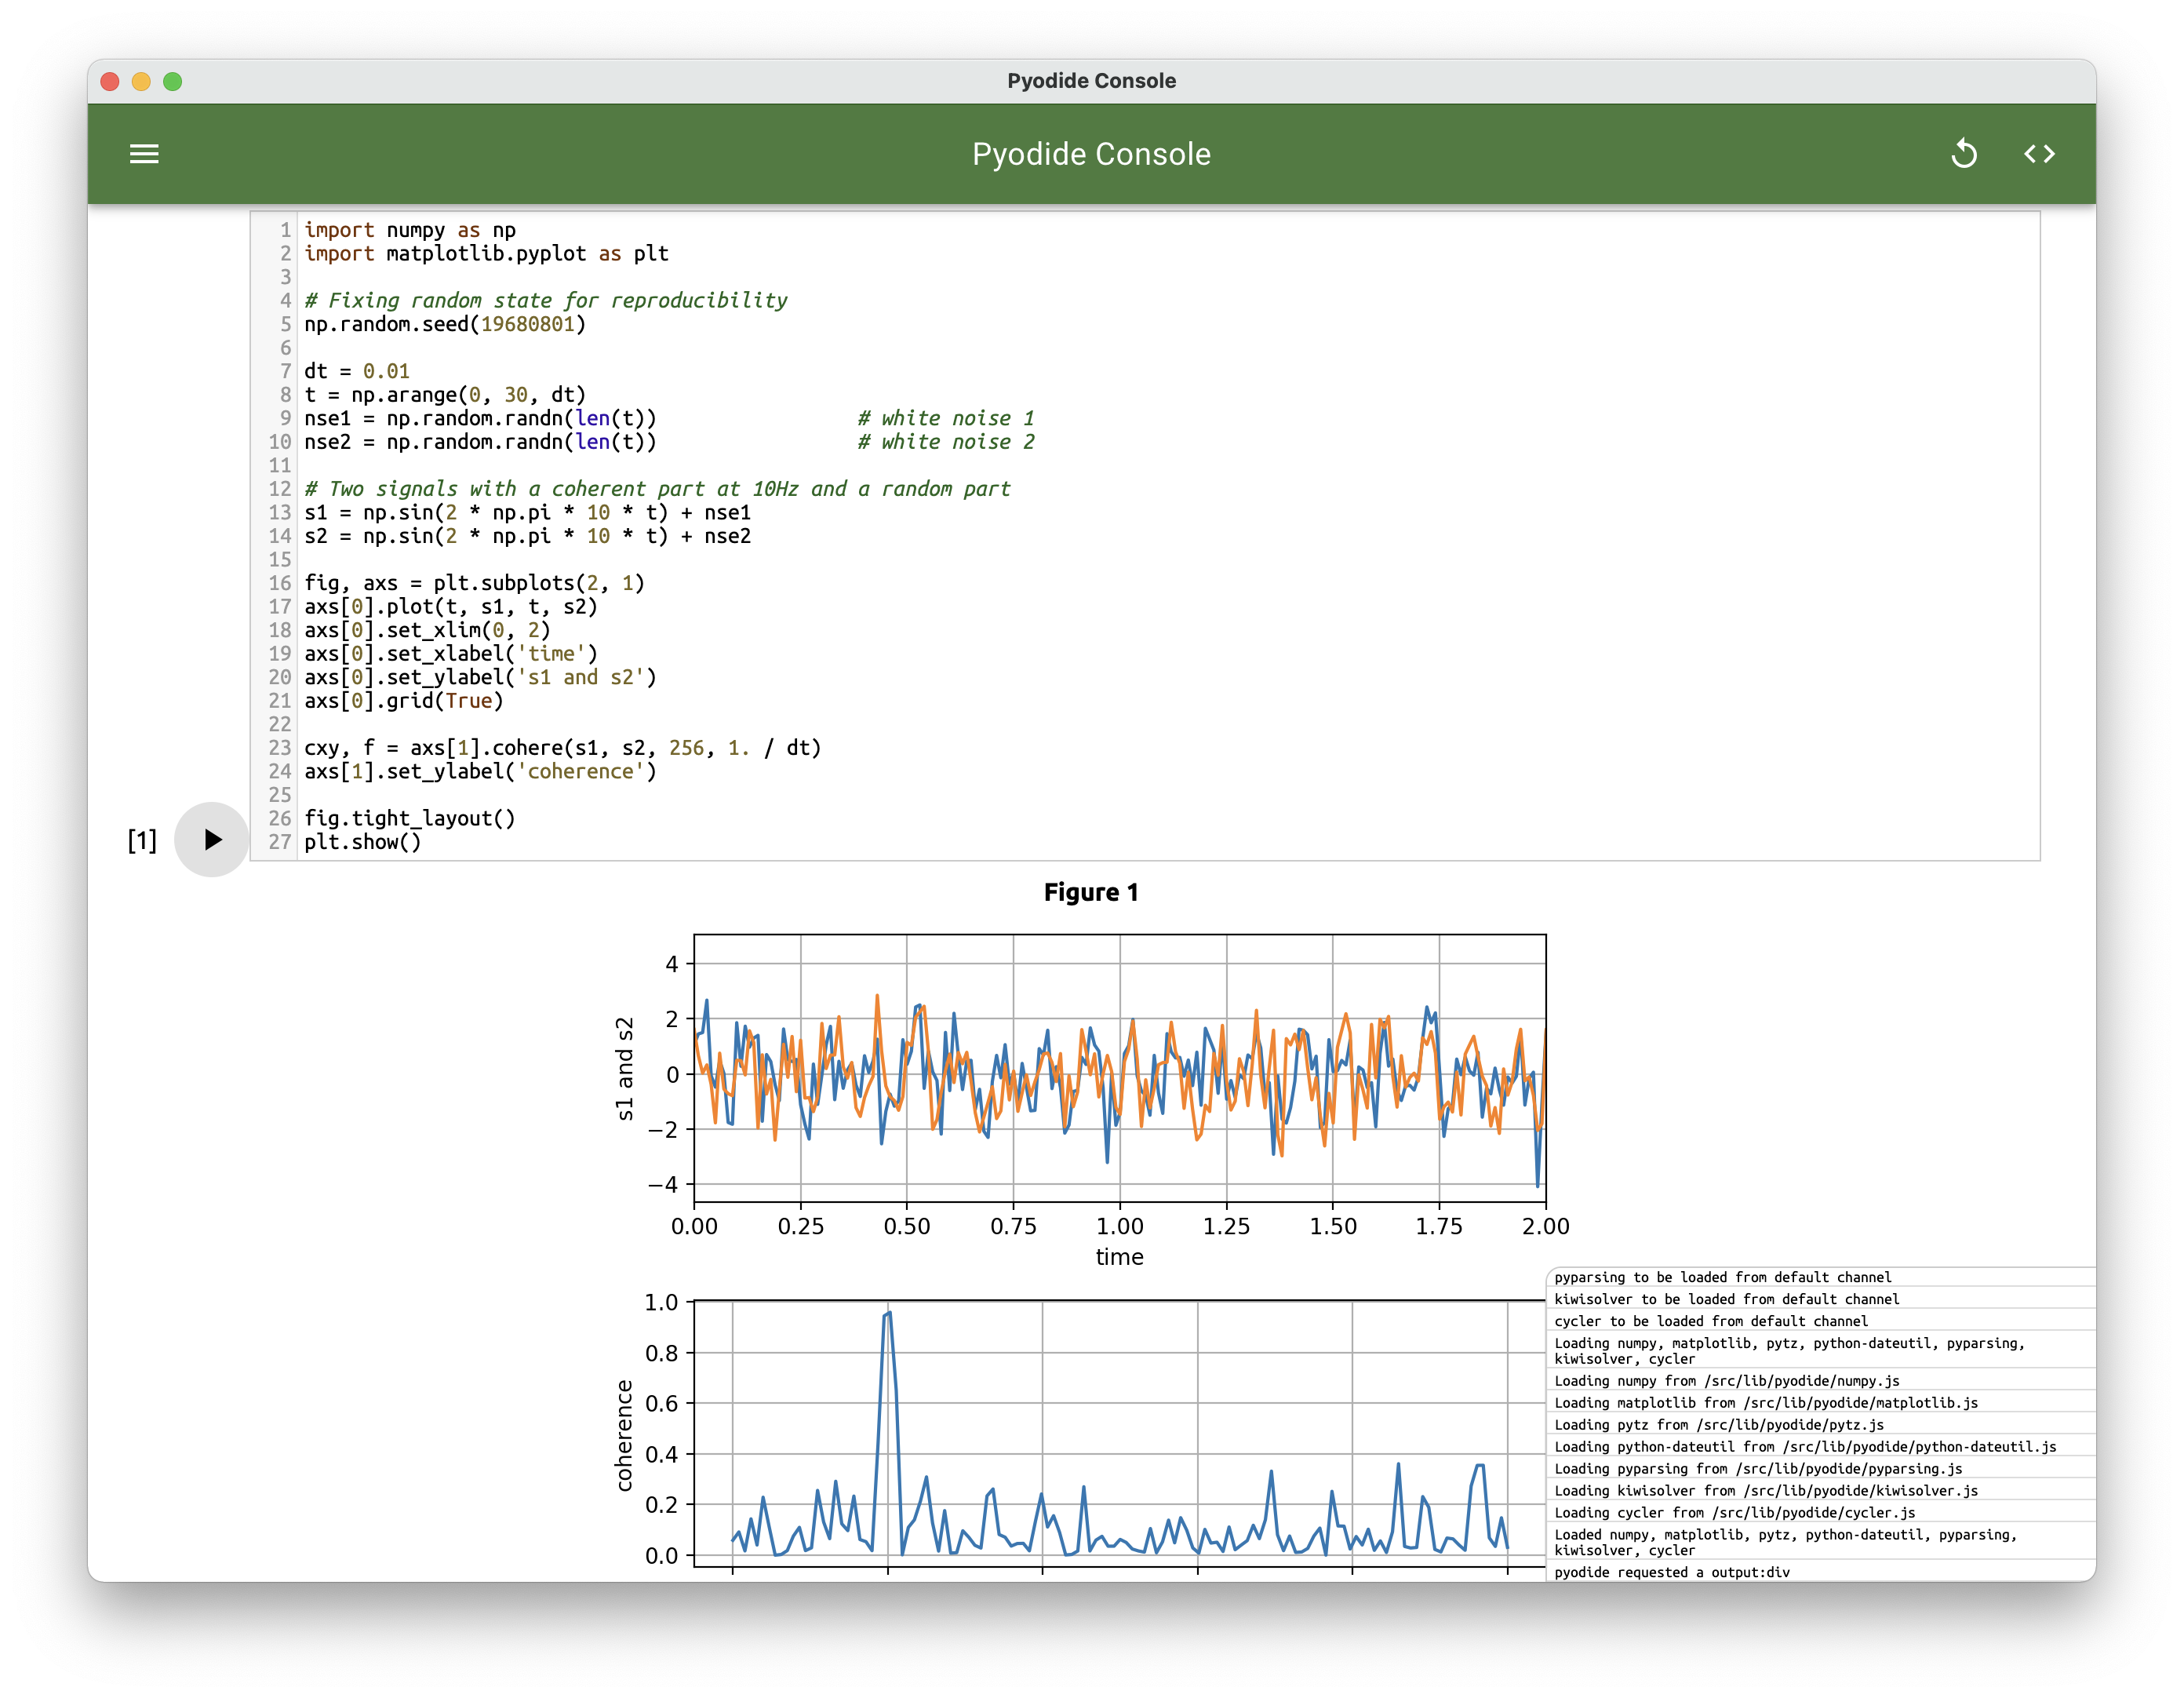 Pyodide Console
Pyodide Console
1 import numpy as np
2 import matplotlib.pyplot as plt
3
4 # Fixing random state for reproducibility
5 np.random.seed(19680801)
6
7 dt = 0.01
8 t = np.arange(0, 30, dt)
9 nse1 = np.random.randn(len(t))                 # white noise 1
10 nse2 = np.random.randn(len(t))                 # white noise 2
11
12 # Two signals with a coherent part at 10Hz and a random part
13 s1 = np.sin(2 * np.pi * 10 * t) + nse1
14 s2 = np.sin(2 * np.pi * 10 * t) + nse2
15
16 fig, axs = plt.subplots(2, 1)
17 axs[0].plot(t, s1, t, s2)
18 axs[0].set_xlim(0, 2)
19 axs[0].set_xlabel('time')
20 axs[0].set_ylabel('s1 and s2')
21 axs[0].grid(True)
22
23 cxy, f = axs[1].cohere(s1, s2, 256, 1. / dt)
24 axs[1].set_ylabel('coherence')
25
26 fig.tight_layout()
27 plt.show()
[1]
Figure 1
s1 and s2
4
2
0
−2
−4
0.00 0.25 0.50 0.75 1.00 1.25 1.50 1.75 2.00
time
coherence
1.0
0.8
0.6
0.4
0.2
0.0
pyparsing to be loaded from default channel
kiwisolver to be loaded from default channel
cycler to be loaded from default channel
Loading numpy, matplotlib, pytz, python-dateutil, pyparsing,
kiwisolver, cycler
Loading numpy from /src/lib/pyodide/numpy.js
Loading matplotlib from /src/lib/pyodide/matplotlib.js
Loading pytz from /src/lib/pyodide/pytz.js
Loading python-dateutil from /src/lib/pyodide/python-dateutil.js
Loading pyparsing from /src/lib/pyodide/pyparsing.js
Loading kiwisolver from /src/lib/pyodide/kiwisolver.js
Loading cycler from /src/lib/pyodide/cycler.js
Loaded numpy, matplotlib, pytz, python-dateutil, pyparsing,
kiwisolver, cycler
pyodide requested a output:div